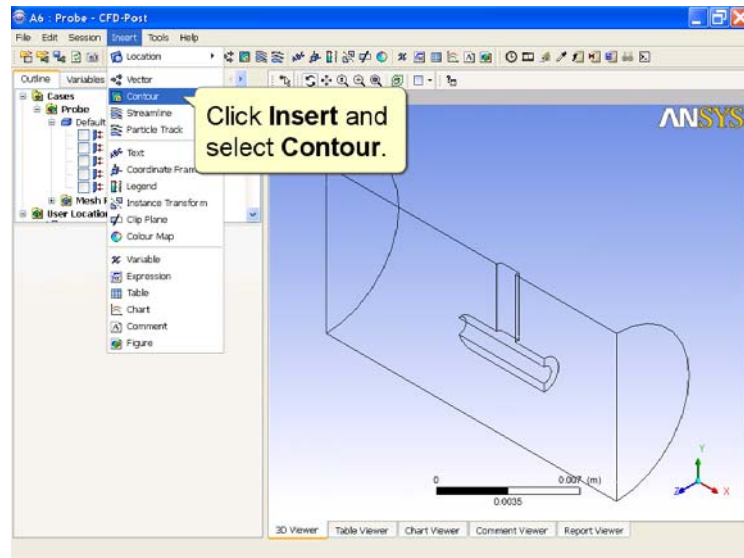 A6 : Probe - CFD-Post
File Edit Session Insert Tools Help
Location
Outline Variables
Vector
Cases
Contour
Probe
Streamline
Default
Particle Track
Click Insert and
select Contour.
ANSYS
Text
Coordinate Fram
Legend
Mesh
Instance Transform
User Location
Clip Plane
Colour Map
Variable
Expression
Table
Chart
Comment
Figure
0
0.007 (m)
0.0035
Y
Z
X
3D Viewer Table Viewer Chart Viewer Comment Viewer Report Viewer